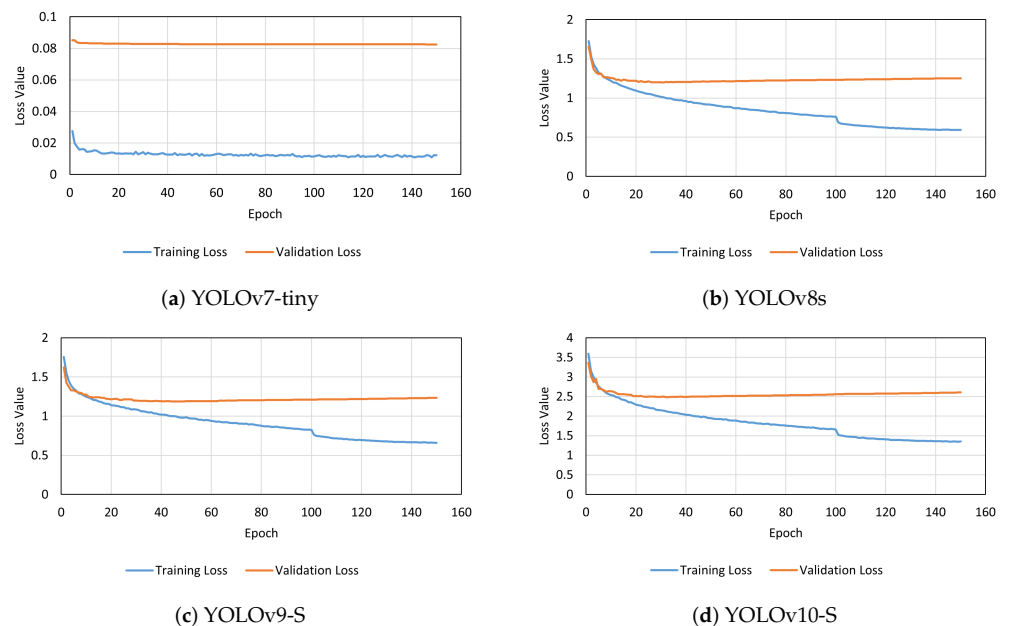 0.1
0.08
0.06
0.04
0.02
0
Loss Value
0 20 40 60 80 100 120 140 160
Epoch
Training Loss Validation Loss
(a) YOLOv7-tiny
2
1.5
1
0.5
0
Loss Value
0 20 40 60 80 100 120 140 160
Epoch
Training Loss Validation Loss
(b) YOLOv8s
2
1.5
1
0.5
0
Loss Value
0 20 40 60 80 100 120 140 160
Epoch
Training Loss Validation Loss
(c) YOLOv9-S
4
3.5
3
2.5
2
1.5
1
0.5
0
Loss Value
0 20 40 60 80 100 120 140 160
Epoch
Training Loss Validation Loss
(d) YOLOv10-S